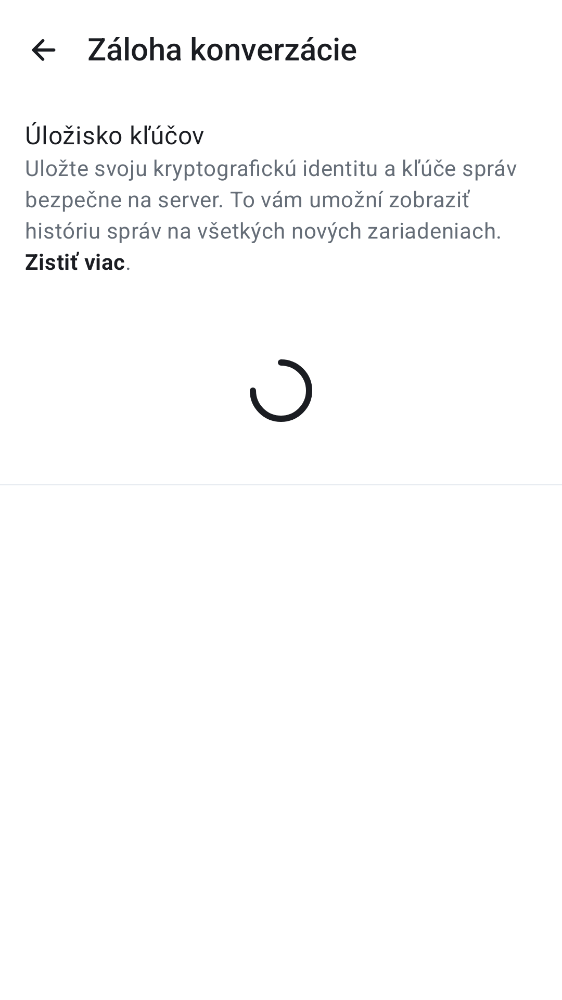 Záloha konverzácie
Úložisko kľúčov
Uložte svoju kryptografickú identitu a kľúče správ
bezpečne na server. To vám umožní zobraziť
históriu správ na všetkých nových zariadeniach.
Zistiť viac.